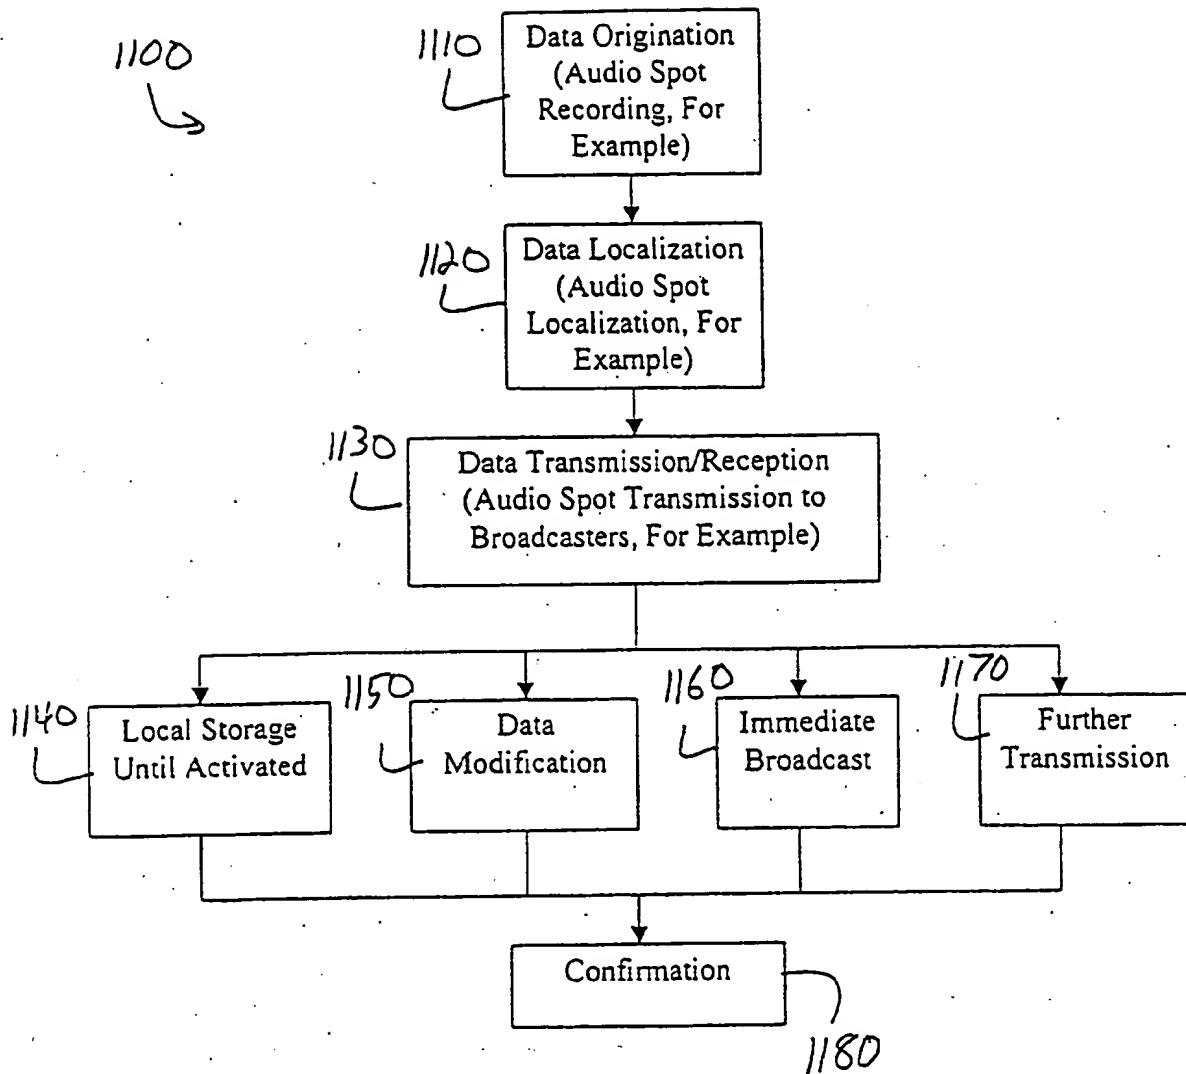 1100
1110
Data Origination
(Audio Spot
Recording, For
Example)
1120
Data Localization
(Audio Spot
Localization, For
Example)
1130
Data Transmission/Reception
(Audio Spot Transmission to
Broadcasters, For Example)
1140
Local Storage
Until Activated
1150
Data
Modification
1160
Immediate
Broadcast
1170
Further
Transmission
Confirmation
1180